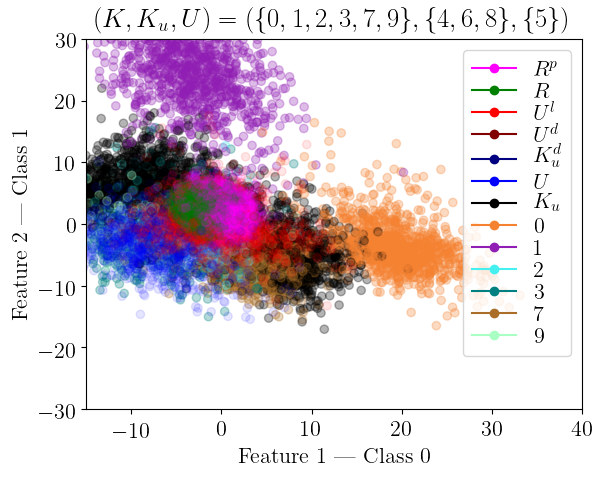 (K, K_u, U) = ({0, 1, 2, 3, 7, 9}, {4, 6, 8}, {5})
30
20
10
0
−10
−20
−30
Feature 2 — Class 1
R^p
R
U^l
U^d
K_u^d
U
K_u
0
1
2
3
7
9
−10
0
10
20
30
40
Feature 1 — Class 0